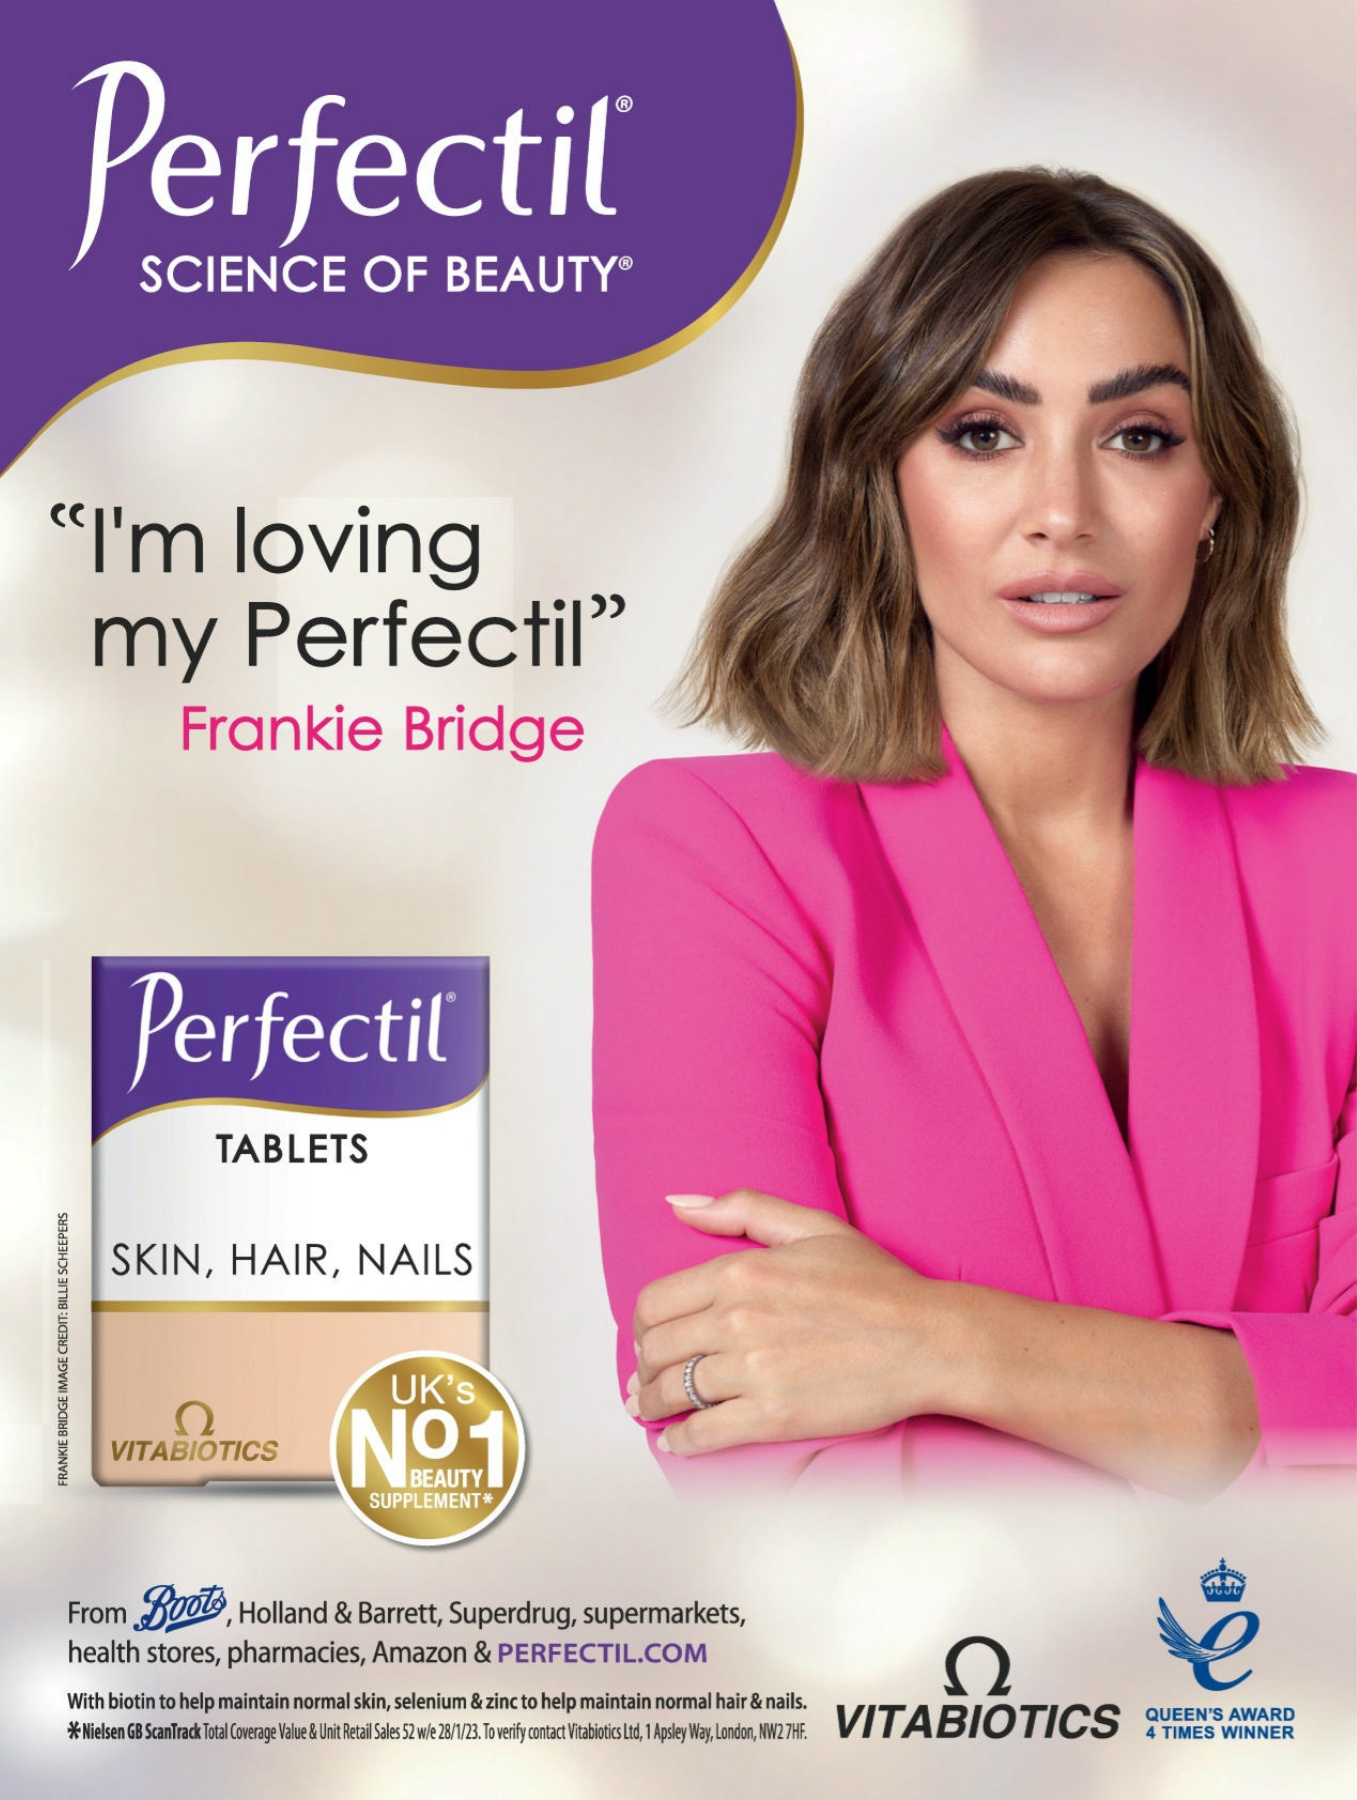 Perfectil®
SCIENCE OF BEAUTY®
“I'm loving
my Perfectil”
Frankie Bridge
Perfectil®
TABLETS
SKIN, HAIR, NAILS
VITABIOTICS
UK's
NO1
BEAUTY
SUPPLEMENT*
FRANKIE BRIDGE IMAGE CREDIT: BILLIE SCHEEPERS
From Boots, Holland & Barrett, Superdrug, supermarkets,
health stores, pharmacies, Amazon & PERFECTIL.COM
With biotin to help maintain normal skin, selenium & zinc to help maintain normal hair & nails.
*Nielsen GB ScanTrack Total Coverage Value & Unit Retail Sales 52 w/e 28/1/23. To verify contact Vitabiotics Ltd, 1 Apsley Way, London, NW2 7HF.
VITABIOTICS
QUEEN'S AWARD
4 TIMES WINNER